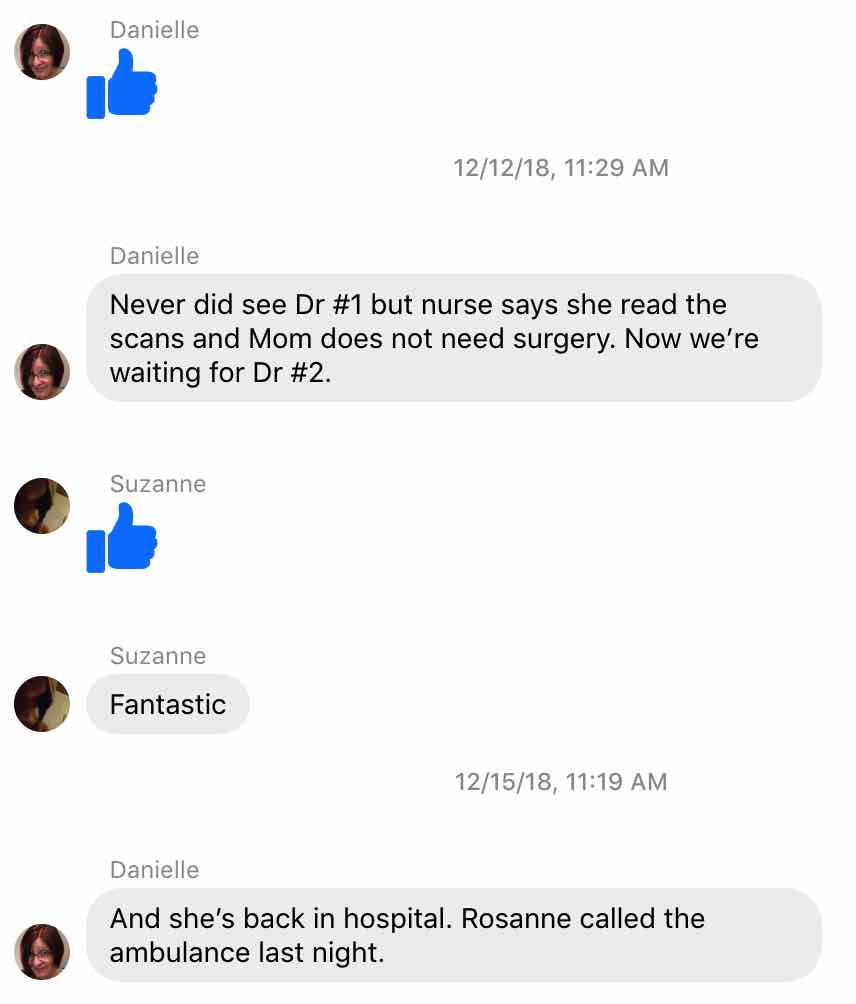 Danielle
12/12/18, 11:29 AM
Danielle
Never did see Dr #1 but nurse says she read the
scans and Mom does not need surgery. Now we’re
waiting for Dr #2.
Suzanne
Suzanne
Fantastic
12/15/18, 11:19 AM
Danielle
And she’s back in hospital. Rosanne called the
ambulance last night.